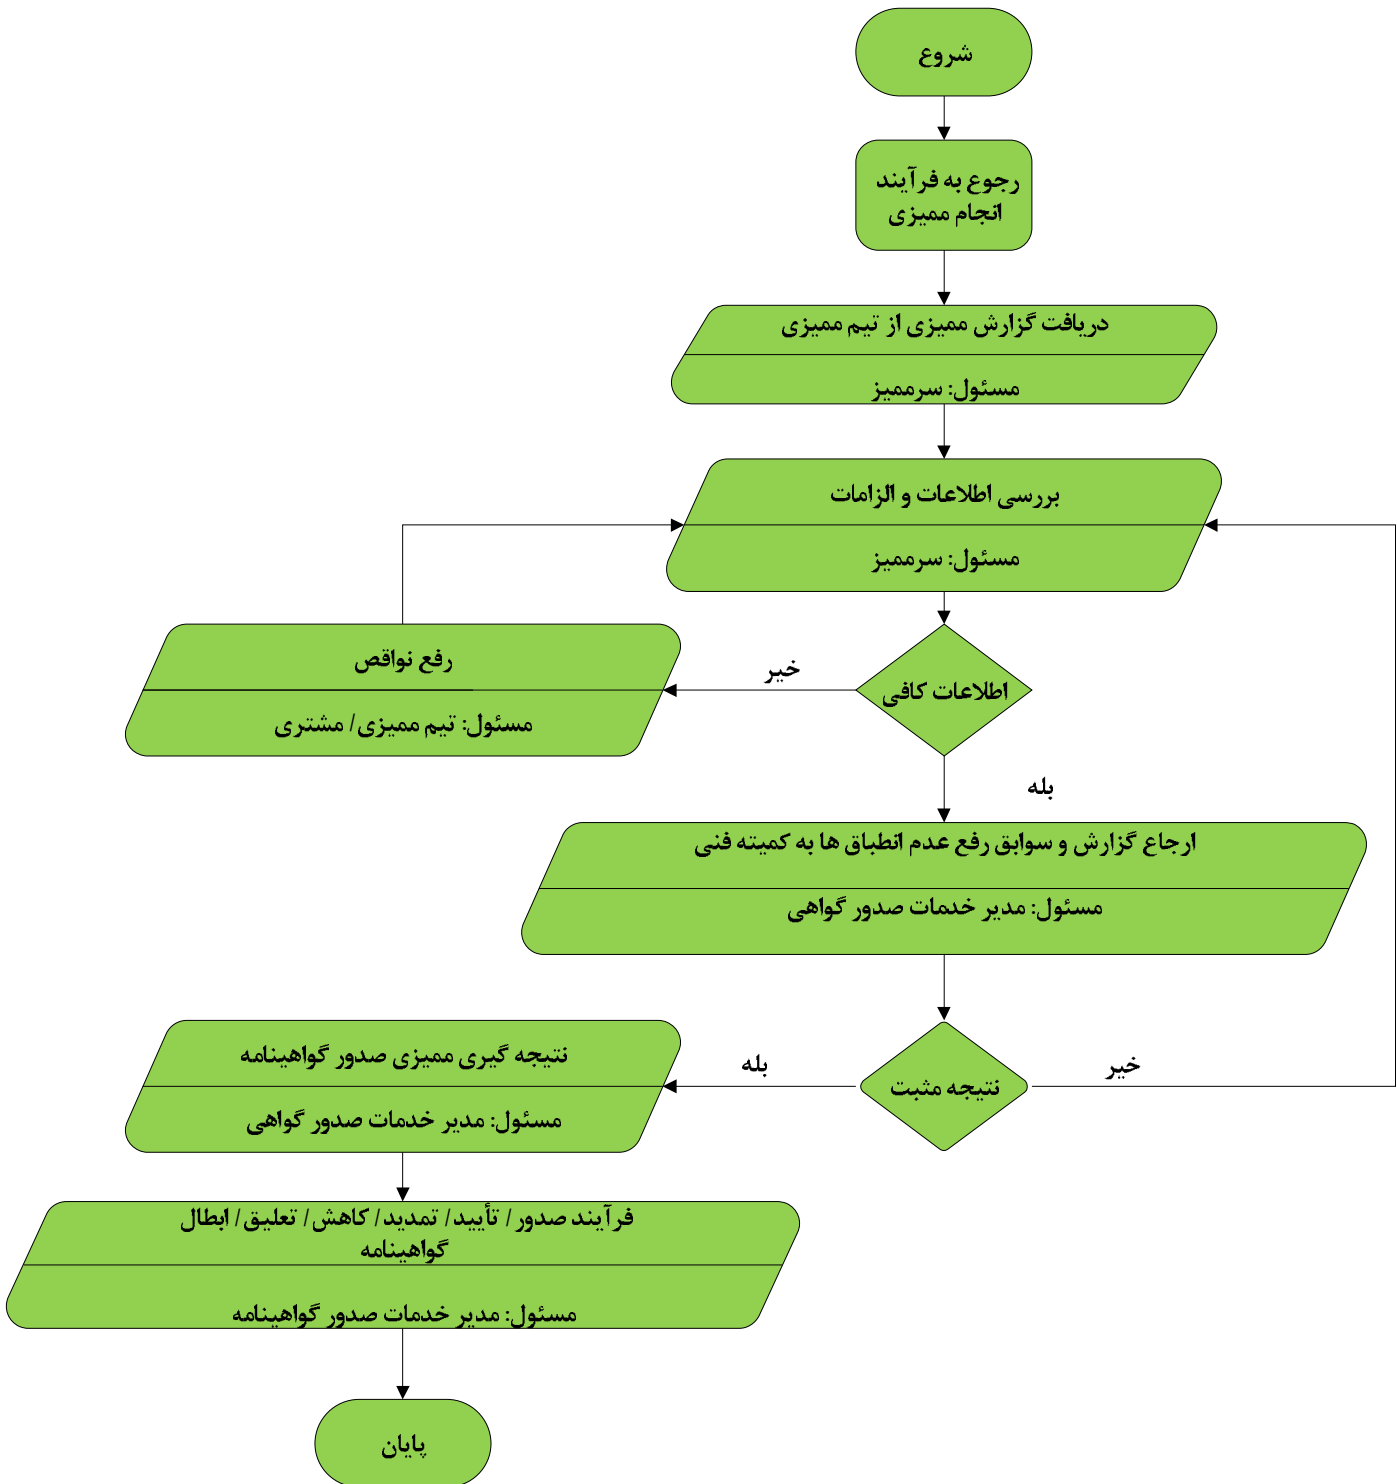 شروع
رجوع به فرآیند
انجام ممیزی
دریافت گزارش ممیزی از تیم ممیزی
مسئول: سرممیز
بررسی اطلاعات و الزامات
مسئول: سرممیز
اطلاعات کافی
خیر
رفع نواقص
مسئول: تیم ممیزی/ مشتری
بله
ارجاع گزارش و سوابق رفع عدم انطباق ها به کمیته فنی
مسئول: مدیر خدمات صدور گواهی
نتیجه مثبت
خیر
بله
نتیجه گیری ممیزی صدور گواهینامه
مسئول: مدیر خدمات صدور گواهی
فرآیند صدور/ تأیید/ تمدید/ کاهش/ تعلیق/ ابطال
گواهینامه
مسئول: مدیر خدمات صدور گواهینامه
پایان